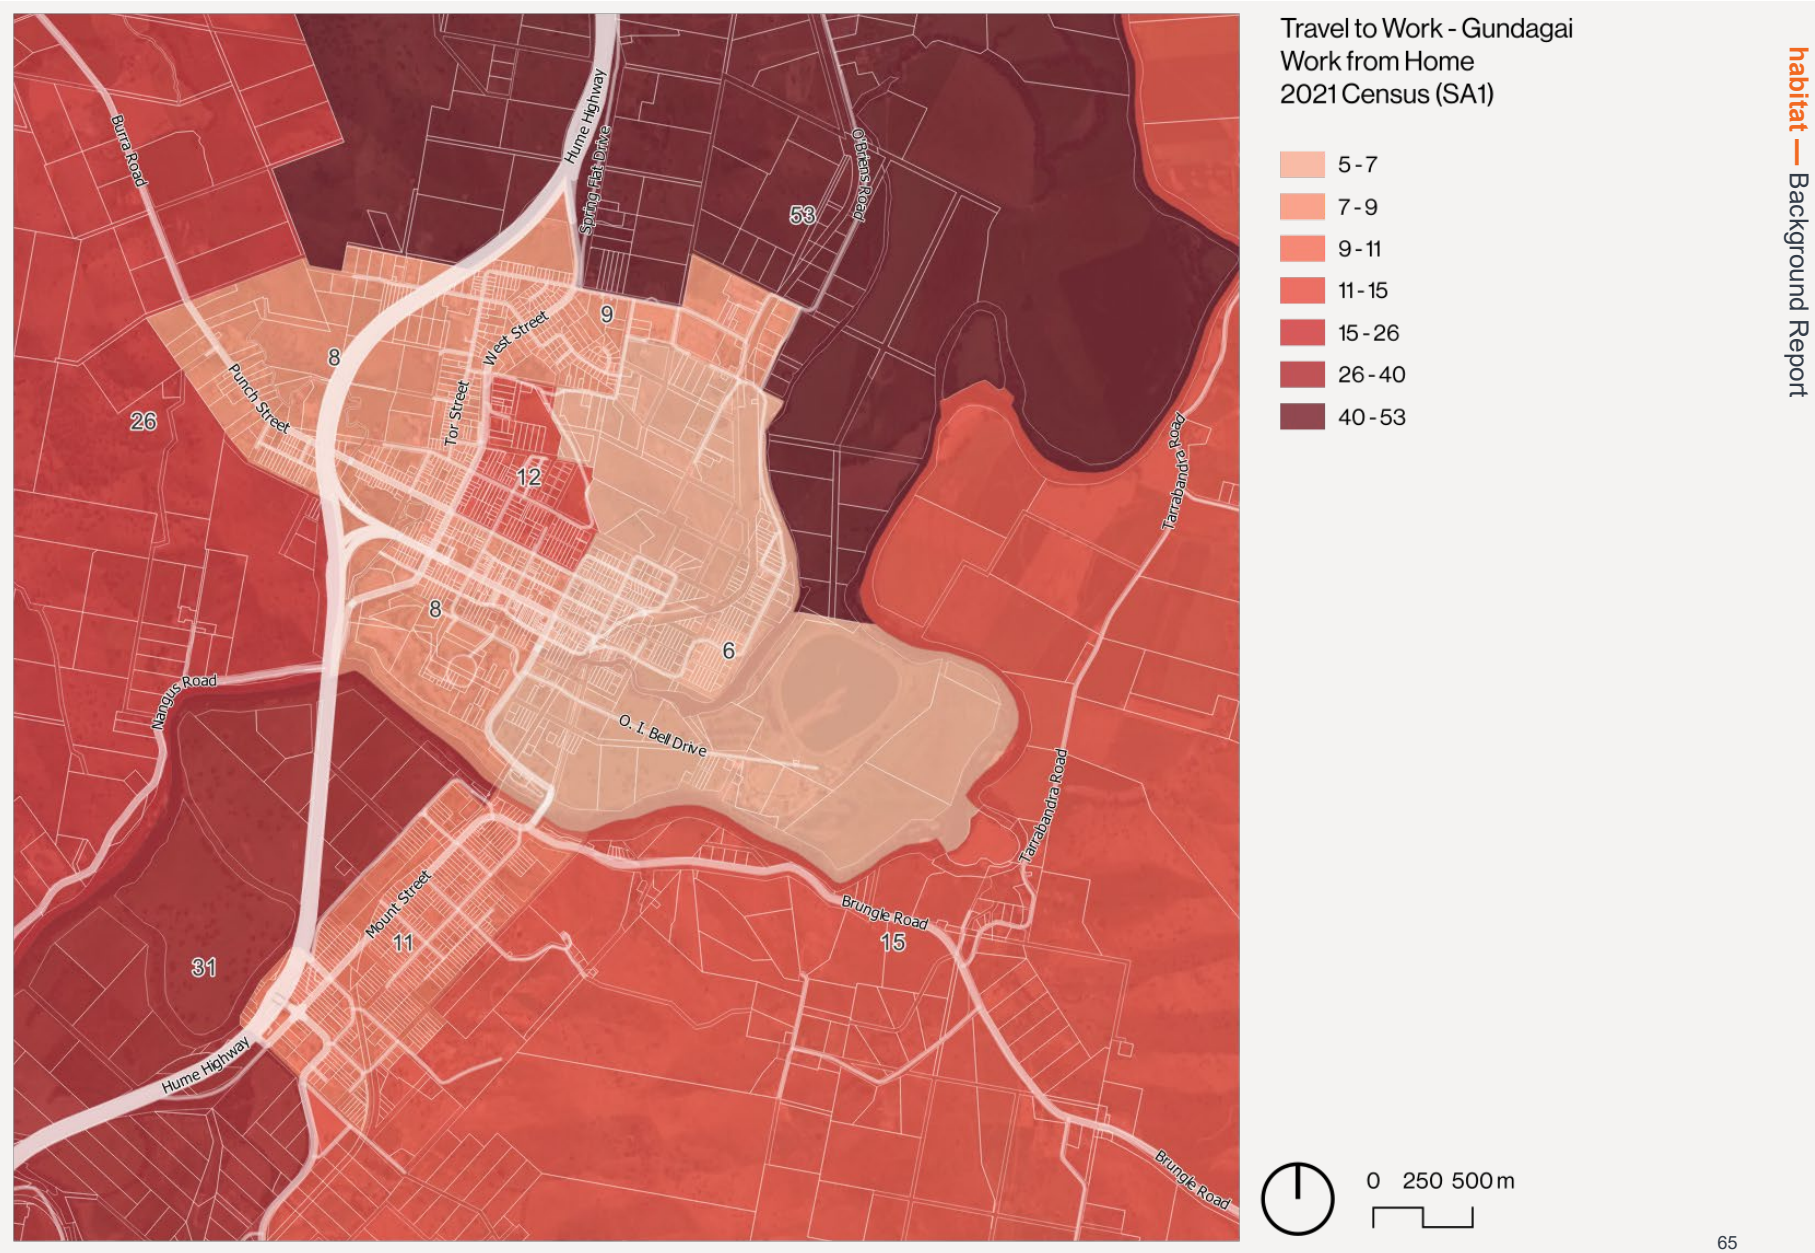 Travel to Work - Gundagai
Work from Home
2021 Census (SA1)
5 - 7
7 - 9
9 - 11
11 - 15
15 - 26
26 - 40
40 - 53
habitat — Background Report
Burra Road
Hume Highway
Spring Flat Drive
O'Briens Road
53
9
West Street
8
Punch Street
Tor Street
26
12
Tarrabandra Road
8
6
Nangus Road
O. I. Bell Drive
Tarrabandra Road
Mount Street
Brungle Road
11
15
31
Hume Highway
Brungle Road
0 250 500 m
65